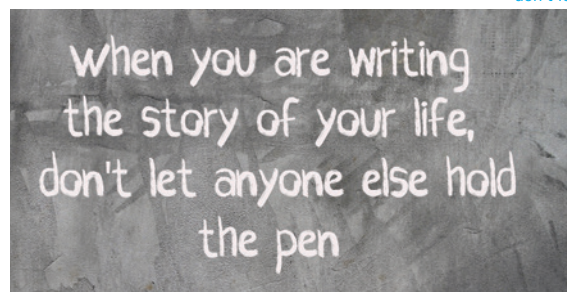 when you are writing
the story of your life,
don't let anyone else hold
the pen